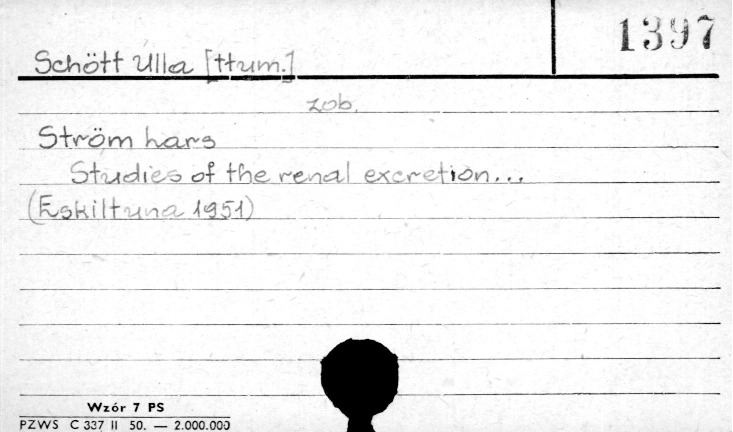 1397
Schött Ulla [tłum.]
zob.
Ström Lars
Studies of the renal excretion...
(Eskiltuna 1951)
Wzór 7 PS
PZWS C 337 II 50. — 2.000.000